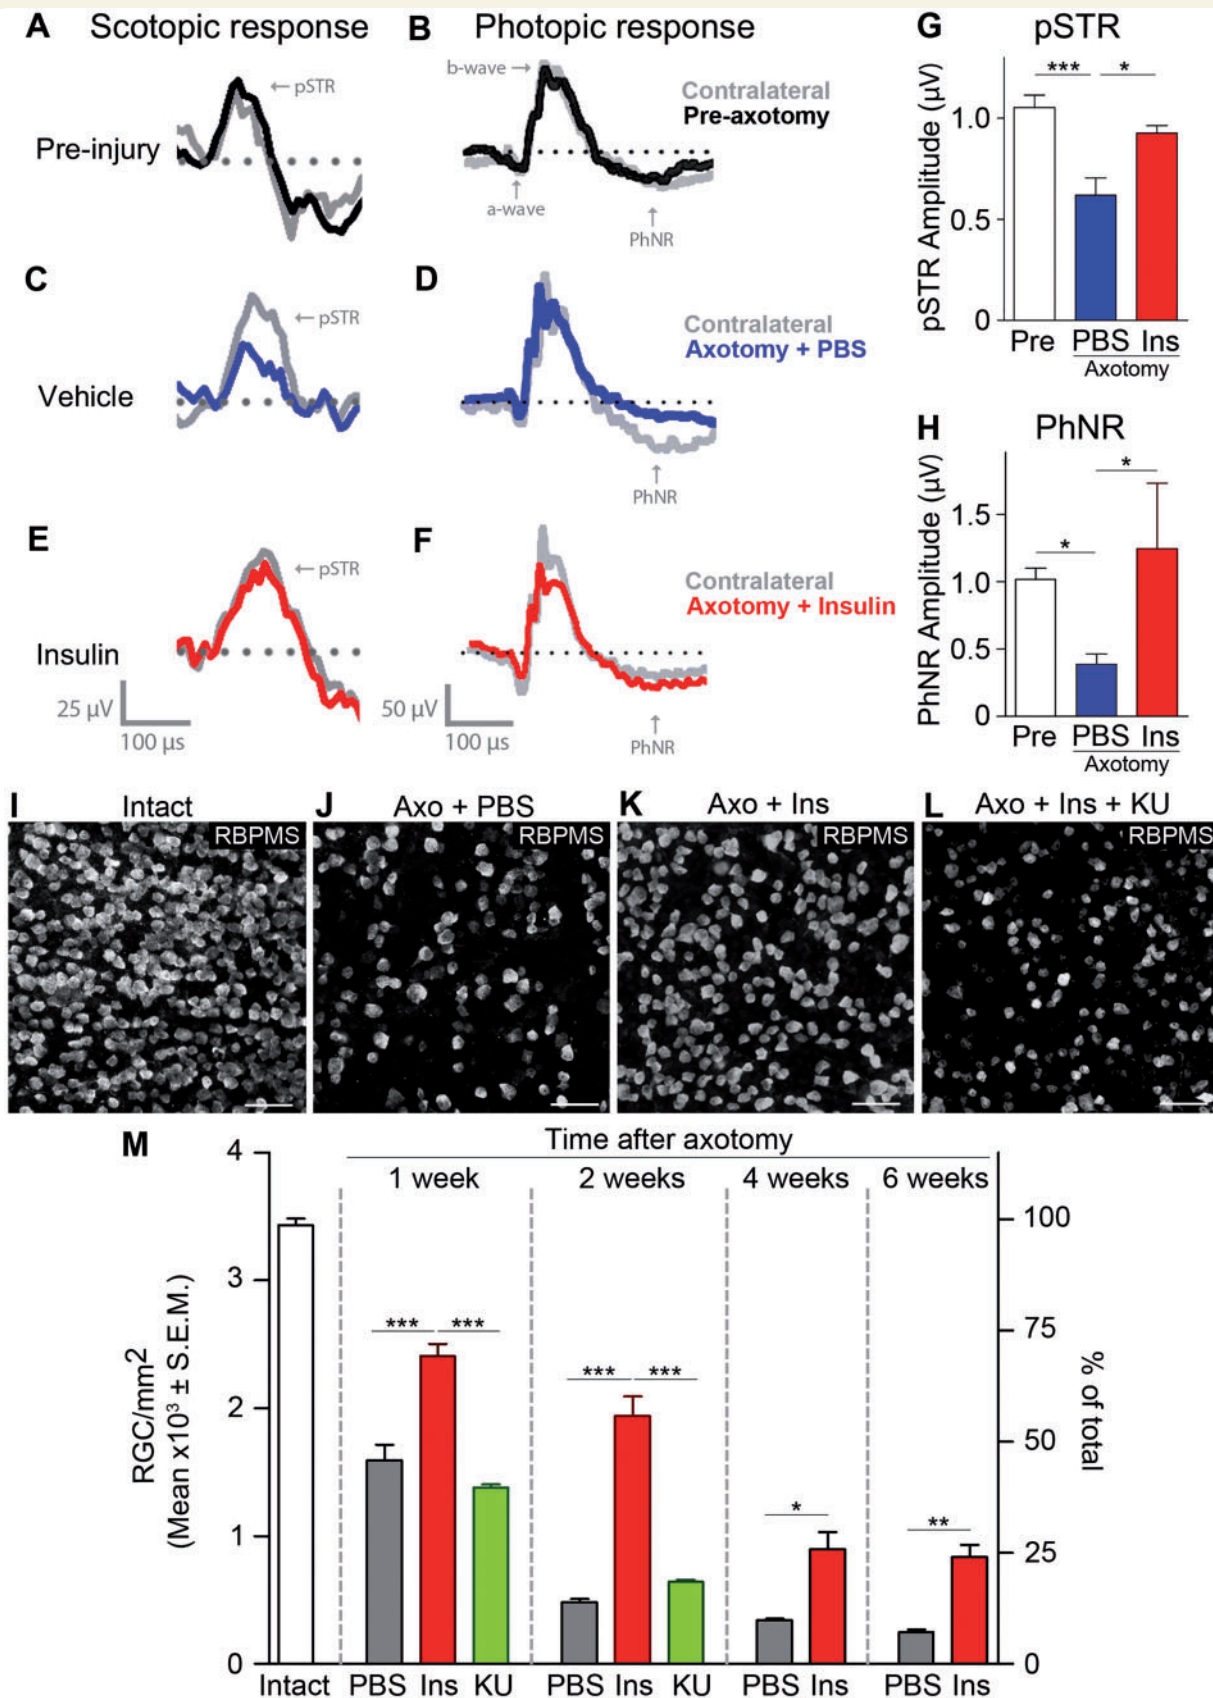 A Scotopic response
B Photopic response
Pre-injury
← pSTR
b-wave →
Contralateral
Pre-axotomy
↑
a-wave
↑
PhNR
C
D
Vehicle
← pSTR
Contralateral
Axotomy + PBS
↑
PhNR
E
F
Insulin
← pSTR
Contralateral
Axotomy + Insulin
25 µV
100 µs
50 µV
100 µs
↑
PhNR
G pSTR
pSTR Amplitude (µV)
*** *
1.0
0.5
0
Pre PBS Ins
Axotomy
H PhNR
PhNR Amplitude (µV)
*
*
1.5
1.0
0.5
0
Pre PBS Ins
Axotomy
I Intact
RBPMS
J Axo + PBS
RBPMS
K Axo + Ins
RBPMS
L Axo + Ins + KU
RBPMS
M
Time after axotomy
1 week 2 weeks 4 weeks 6 weeks
RGC/mm²
(Mean x10³ ± S.E.M.)
4
3
2
1
0
*** ***
*** ***
*
**
100
75
50
25
0
% of total
Intact PBS Ins KU PBS Ins KU PBS Ins PBS Ins